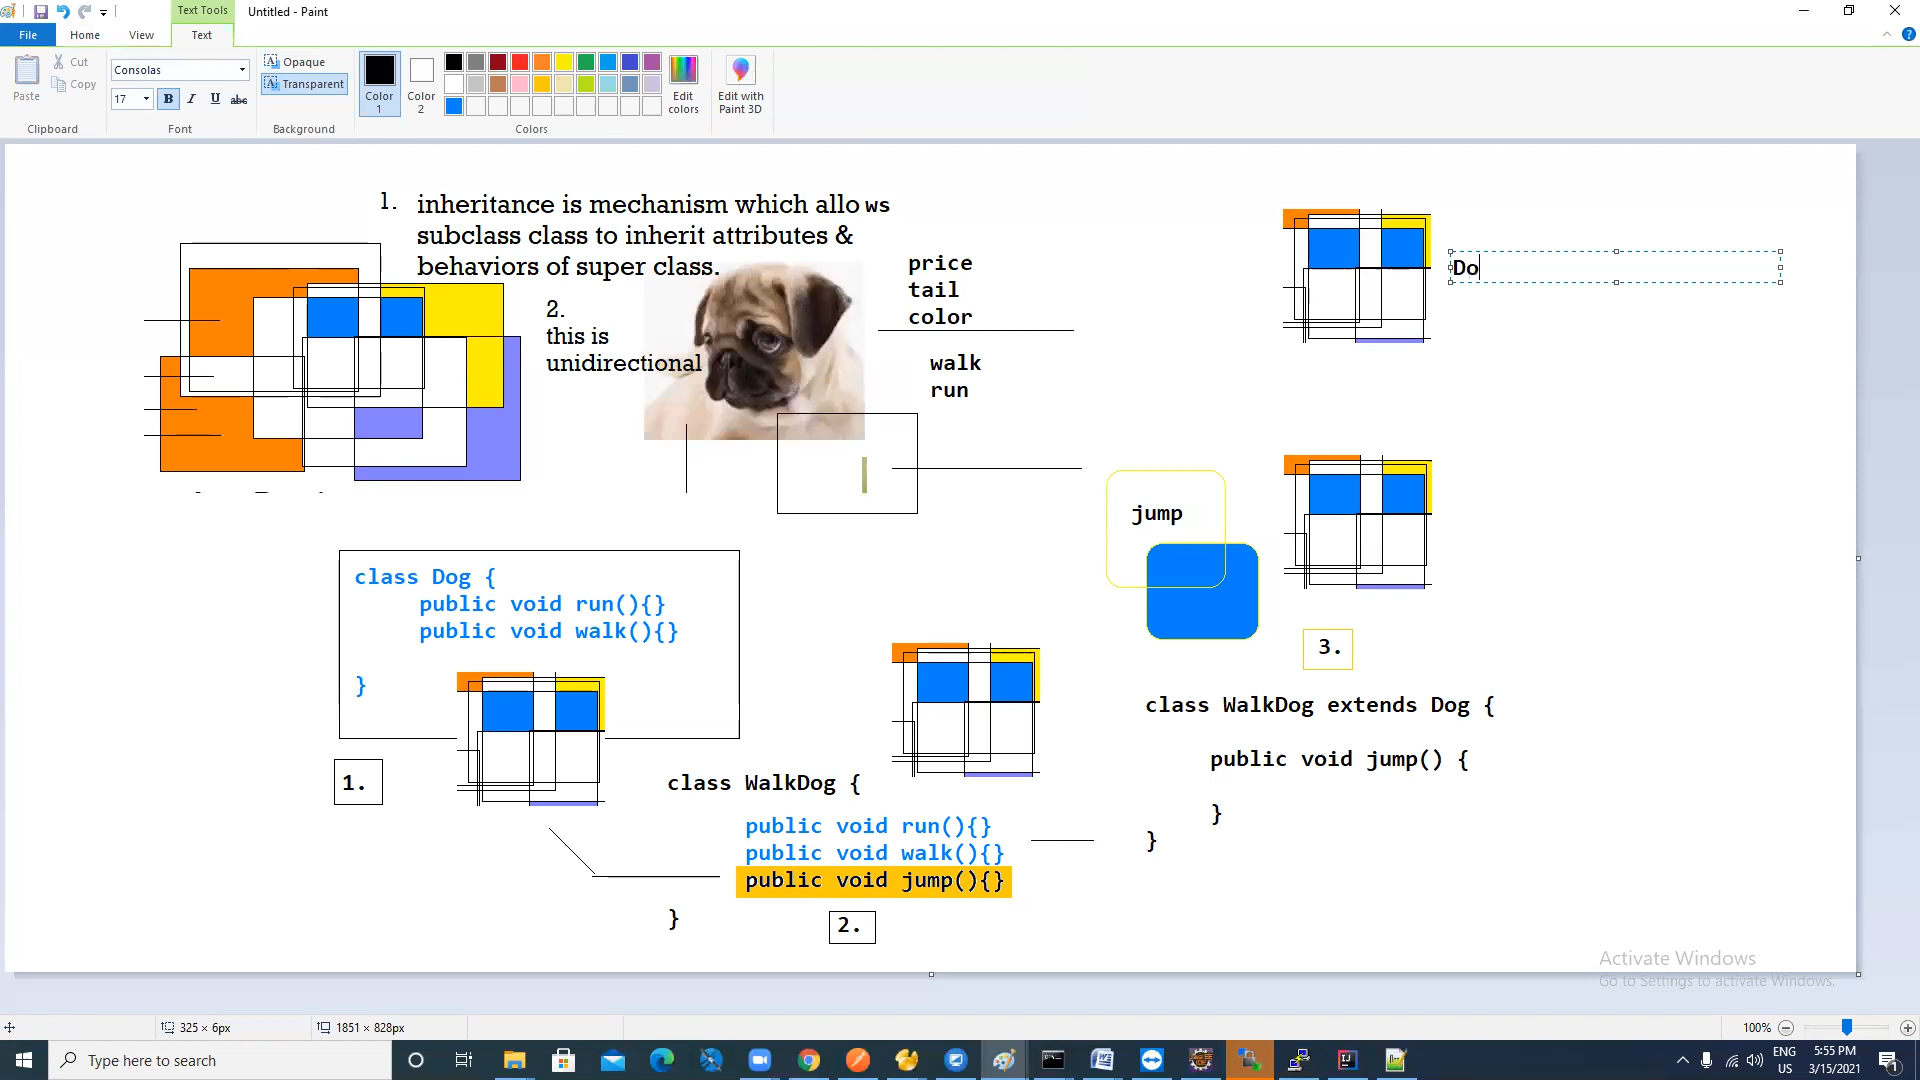 Text Tools
Untitled - Paint
File
Home
View
Text
Paste
Cut
Copy
Clipboard
Consolas
17
B
I
U
abc
Font
Opaque
Transparent
Background
Color 1
Color 2
Colors
Edit colors
Edit with Paint 3D
1. inheritance is mechanism which allo ws
subclass class to inherit attributes &
behaviors of super class.
2.
this is
unidirectional
price
tail
color
walk
run
Do
jump
class Dog {
public void run(){}
public void walk(){}
}
1.
class WalkDog {
public void run(){}
public void walk(){}
public void jump(){}
}
2.
3.
class WalkDog extends Dog {
public void jump() {
}
}
Activate Windows
Go to Settings to activate Windows.
325 × 6px
1851 × 828px
100%
Type here to search
ENG
US
5:55 PM
3/15/2021
1